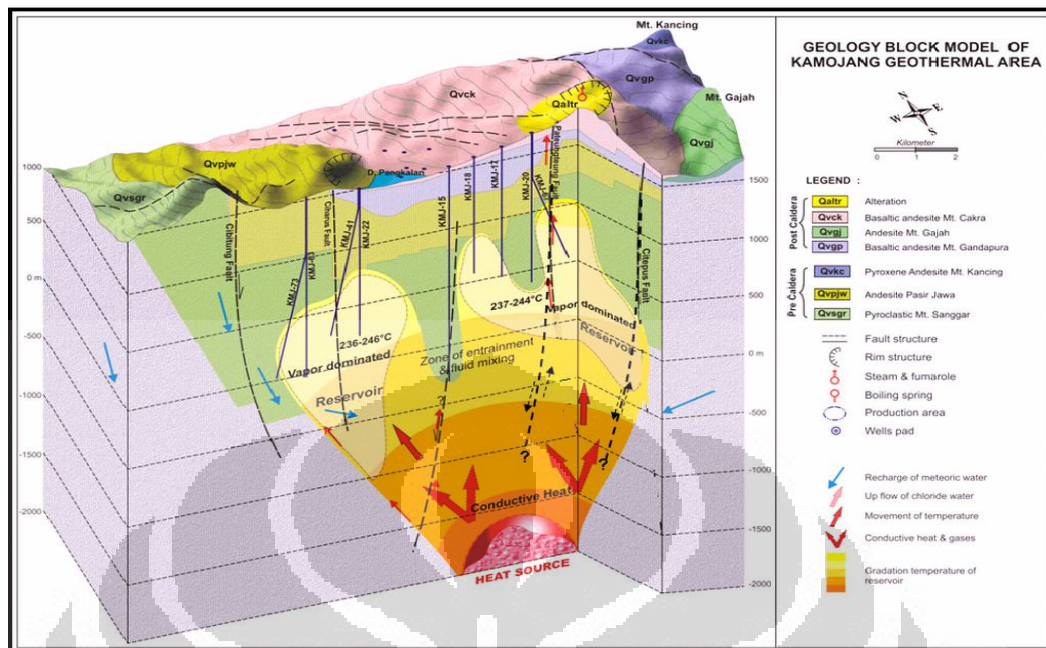 Mt. Kancing
Qvkc
Qvgp
Mt. Gajah
Qvck
Qaltr
Qvgj
Qvpjw
D. Pangkalan
Qvsgr
1000
500
0 m
-500
-1000
-1500
-2000
1500
1000
500
0 m
-500
-1000
-1500
-2000
Cibitung Fault
KMJ-73
Ciharus Fault
KMJ-41
KMJ-22
KMJ-15
KMJ-18
KMJ-17
KMJ-20
Citepus Fault
236-246°C
Vapor dominated
Reservoir
237-244°C
Vapor dominated
Reservoir
Zone of entrainment
& fluid mixing
?
?
?
Conductive Heat
HEAT SOURCE
GEOLOGY BLOCK MODEL OF
KAMOJANG GEOTHERMAL AREA
N
E
W
S
Kilometer
0 1 2
LEGEND :
Post Caldera
Qaltr Alteration
Qvck Basaltic andesite Mt. Cakra
Qvgj Andesite Mt. Gajah
Qvgp Basaltic andesite Mt. Gandapura
Pre Caldera
Qvkc Pyroxene Andesite Mt. Kancing
Qvpjw Andesite Pasir Jawa
Qvsgr Pyroclastic Mt. Sanggar
Fault structure
Rim structure
Steam & fumarole
Boiling spring
Production area
Wells pad
Recharge of meteoric water
Up flow of chloride water
Movement of temperature
Conductive heat & gases
Gradation temperature of
reservoir